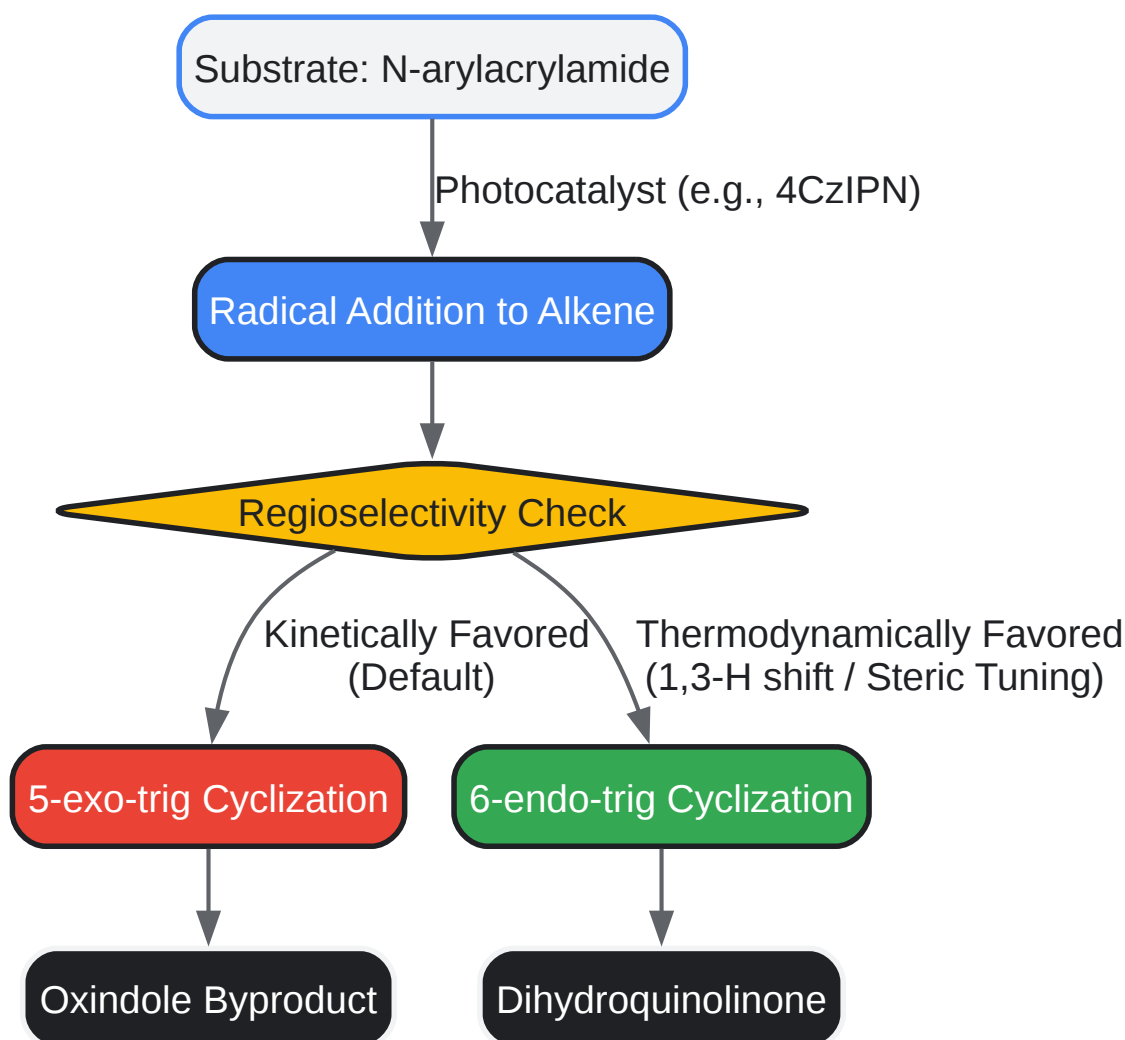 Substrate: N-arylacrylamide
Photocatalyst (e.g., 4CzIPN)
Radical Addition to Alkene
Regioselectivity Check
Kinetically Favored
(Default)
Thermodynamically Favored
(1,3-H shift / Steric Tuning)
5-exo-trig Cyclization
6-endo-trig Cyclization
Oxindole Byproduct
Dihydroquinolinone